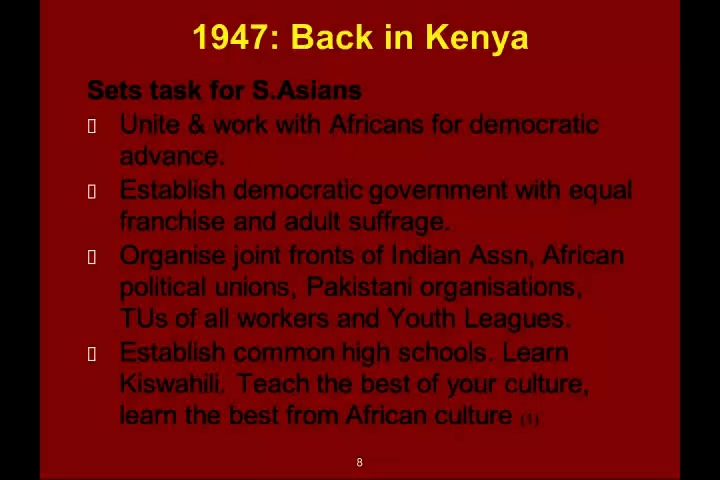 1947: Back in Kenya
Sets task for S.Asians
Unite & work with Africans for democratic
advance.
Establish democratic government with equal
franchise and adult suffrage.
Organise joint fronts of Indian Assn, African
political unions, Pakistani organisations,
TUs of all workers and Youth Leagues.
Establish common high schools. Learn
Kiswahili. Teach the best of your culture,
learn the best from African culture (1)
8